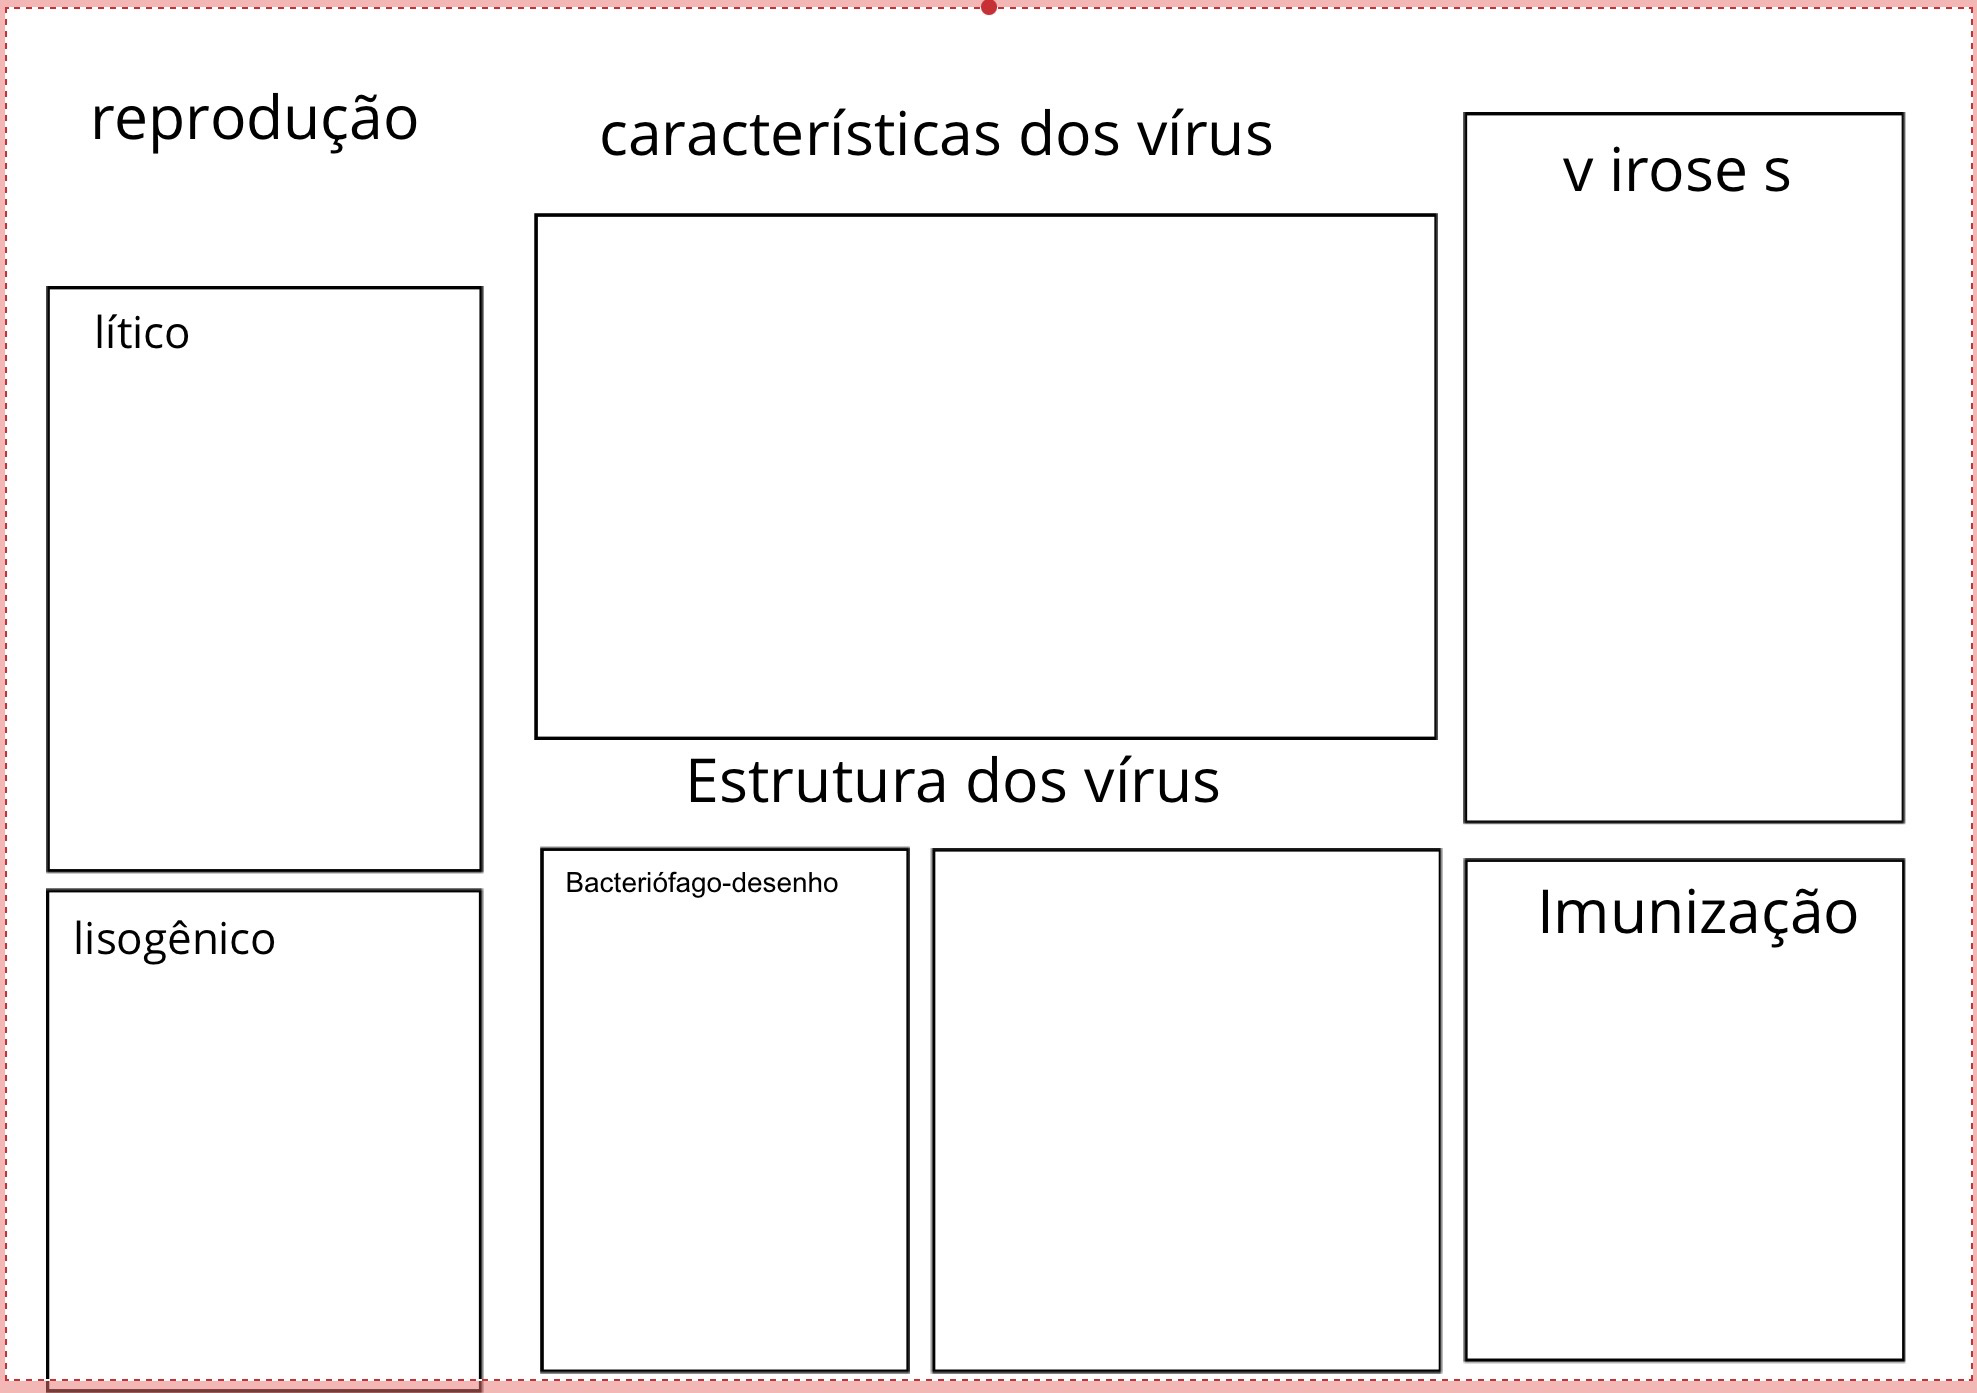 reprodução
lítico
lisogênico
características dos vírus
Estrutura dos vírus
Bacteriófago-desenho
v irose s
Imunização